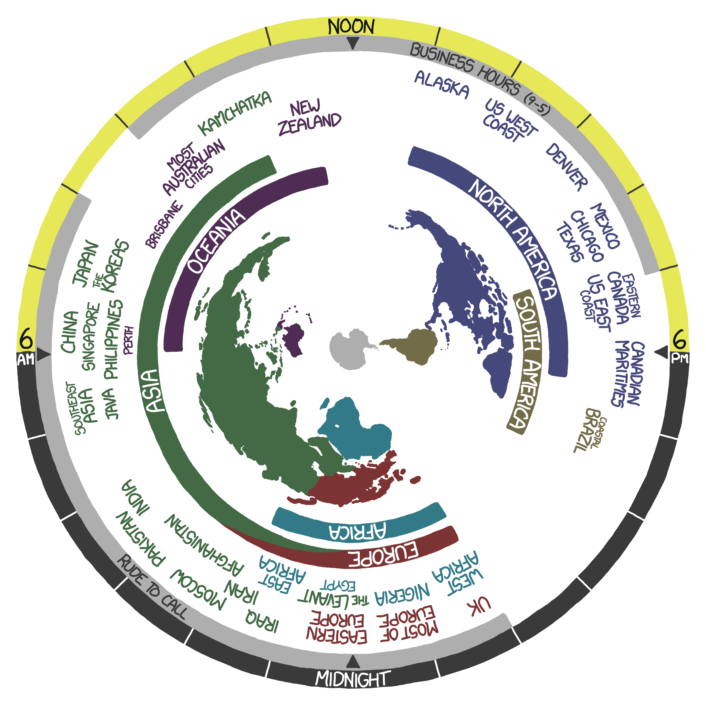 NOON
BUSINESS HOURS (9-5)
ALASKA
US WEST
COAST
DENVER
MEXICO
CHICAGO
TEXAS
EASTERN
CANADA
US EAST
COAST
6
PM
CANADIAN
MARITIMES
COASTAL
BRAZIL
NEW
ZEALAND
KAMCHATKA
MOST
AUSTRALIAN
CITIES
BRISBANE
JAPAN
THE
KOREAS
6
AM
CHINA
SINGAPORE
PHILIPPINES
PERTH
SOUTHEAST
ASIA
JAVA
NORTH AMERICA
SOUTH AMERICA
OCEANIA
ASIA
AFRICA
EUROPE
INDIA
PAKISTAN
AFGHANISTAN
MOSCOW
IRAN
IRAQ
EAST
AFRICA
EGYPT
THE LEVANT
EASTERN
EUROPE
NIGERIA
MOST OF
EUROPE
WEST
AFRICA
UK
RUDE TO CALL
MIDNIGHT